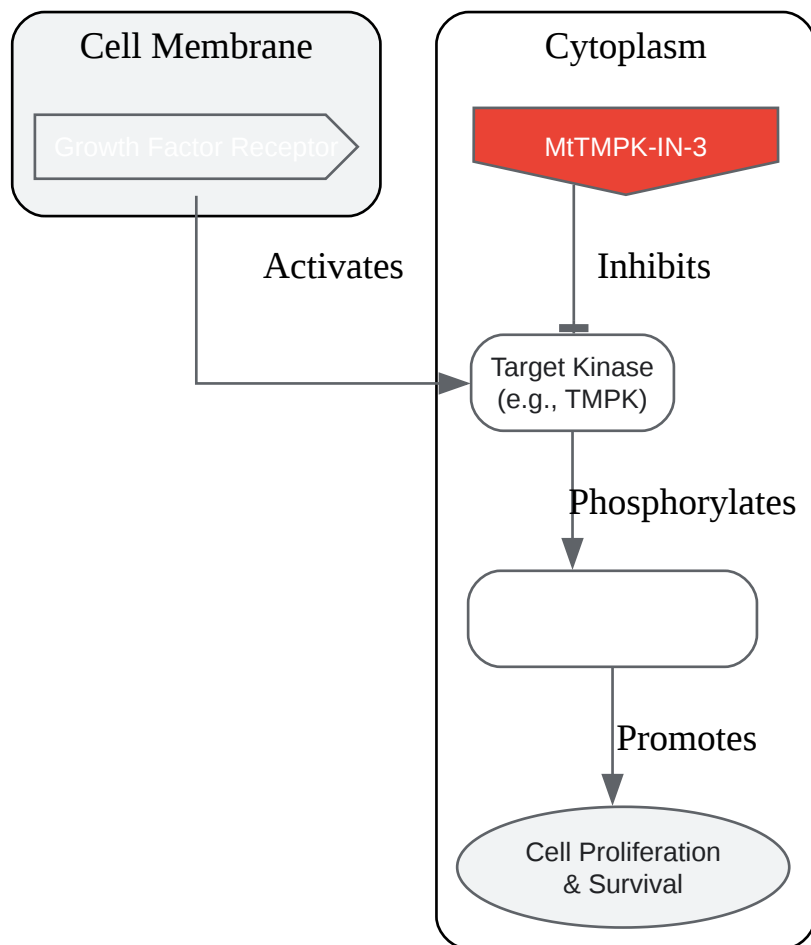 Cell Membrane
Growth Factor Receptor
Activates
Cytoplasm
MtTMPK-IN-3
Inhibits
Target Kinase
(e.g., TMPK)
Phosphorylates
Promotes
Cell Proliferation
& Survival